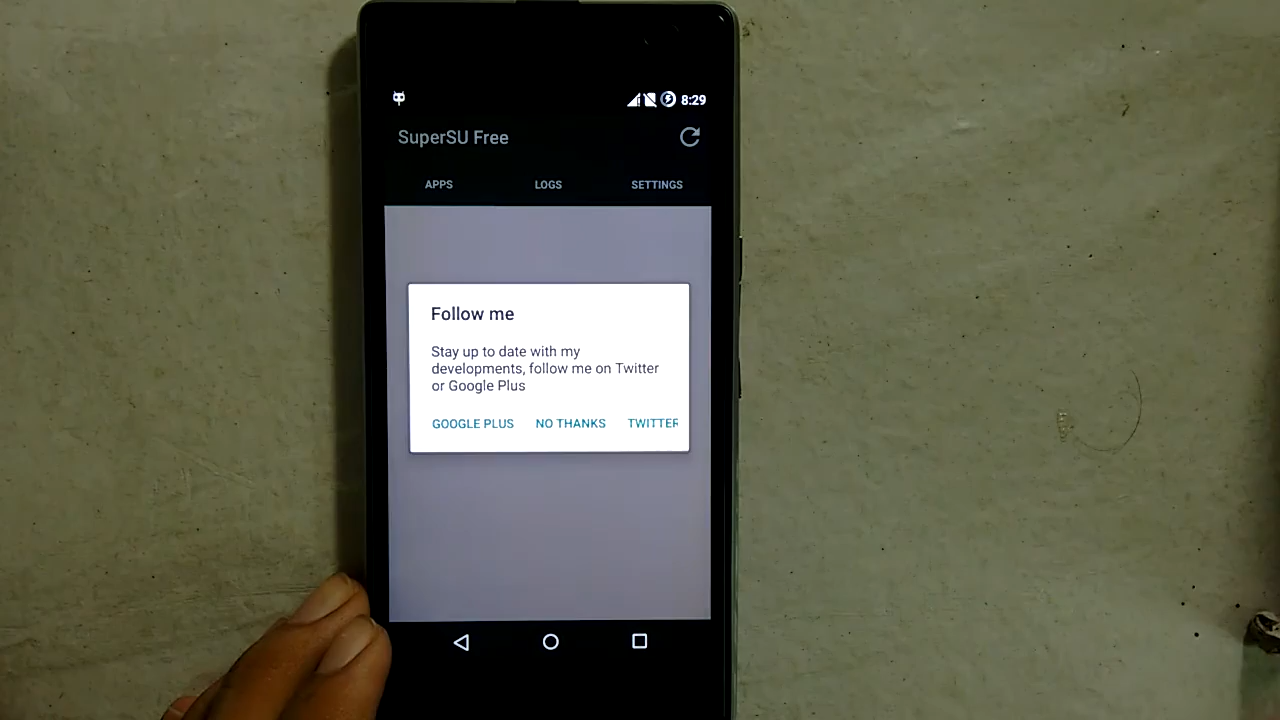 8:29
SuperSU Free
APPS LOGS SETTINGS
Follow me
Stay up to date with my
developments, follow me on Twitter
or Google Plus
GOOGLE PLUS NO THANKS TWITTER